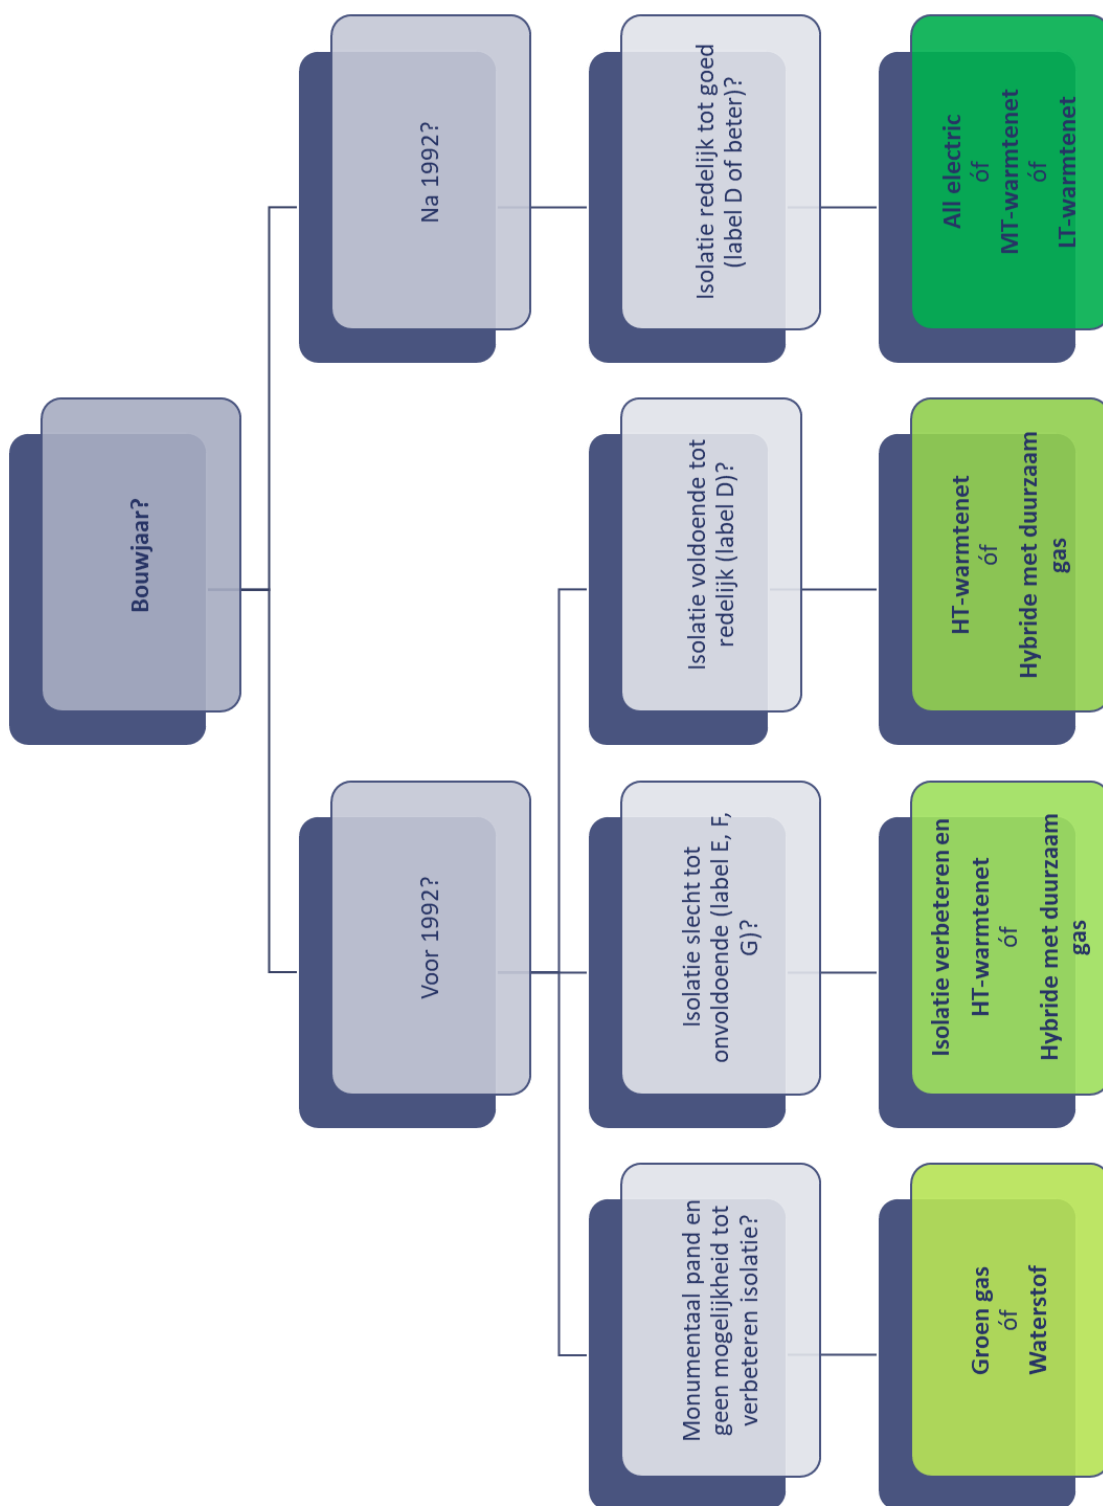 Bouwjaar?
Voor 1992?
Na 1992?
Monumentaal pand en
geen mogelijkheid tot
verbeteren isolatie?
Isolatie slecht tot
onvoldoende (label E, F,
G)?
Isolatie voldoende tot
redelijk (label D)?
Isolatie redelijk tot goed
(label D of beter)?
Groen gas
óf
Waterstof
Isolatie verbeteren en
HT-warmtenet
óf
Hybride met duurzaam
gas
HT-warmtenet
óf
Hybride met duurzaam
gas
All electric
óf
MT-warmtenet
óf
LT-warmtenet